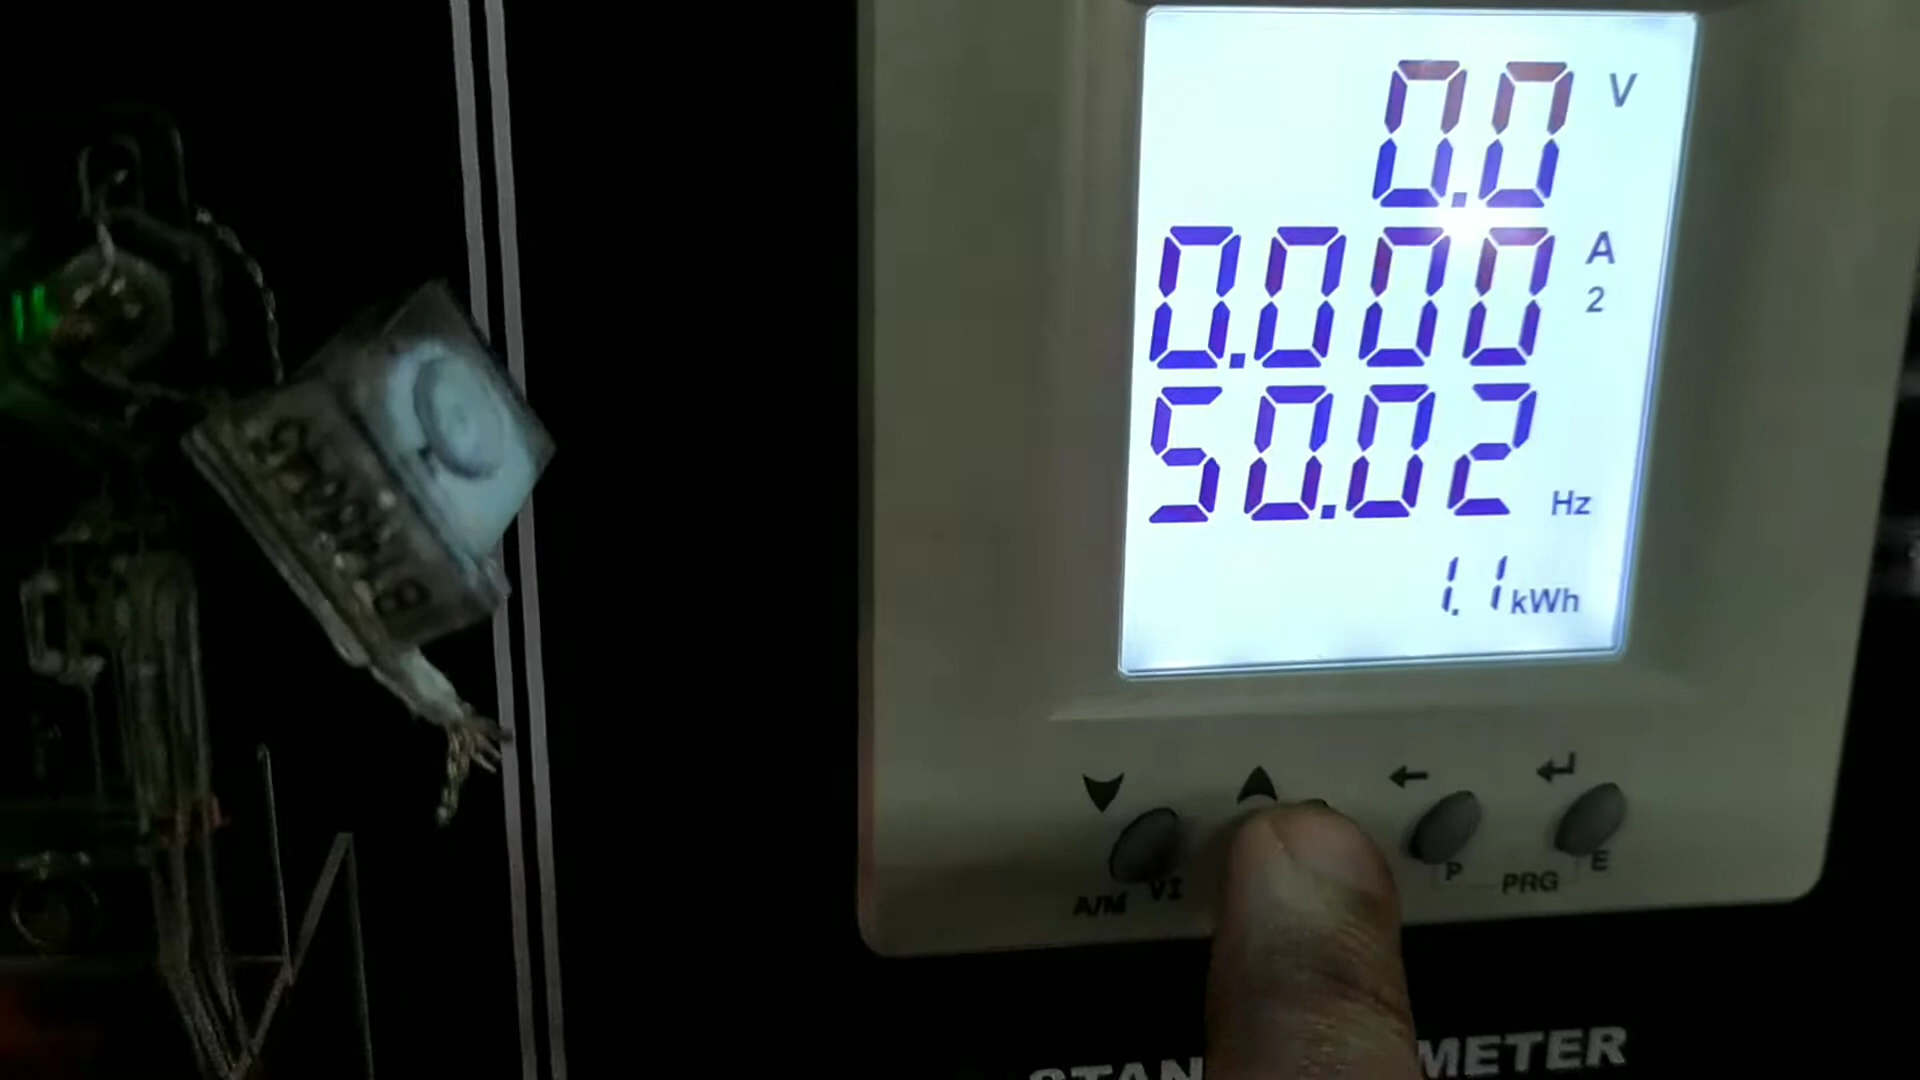 0.0 V
0.000 A
2
50.02 Hz
1.1 kWh
A/M VI
P PRG E
METER